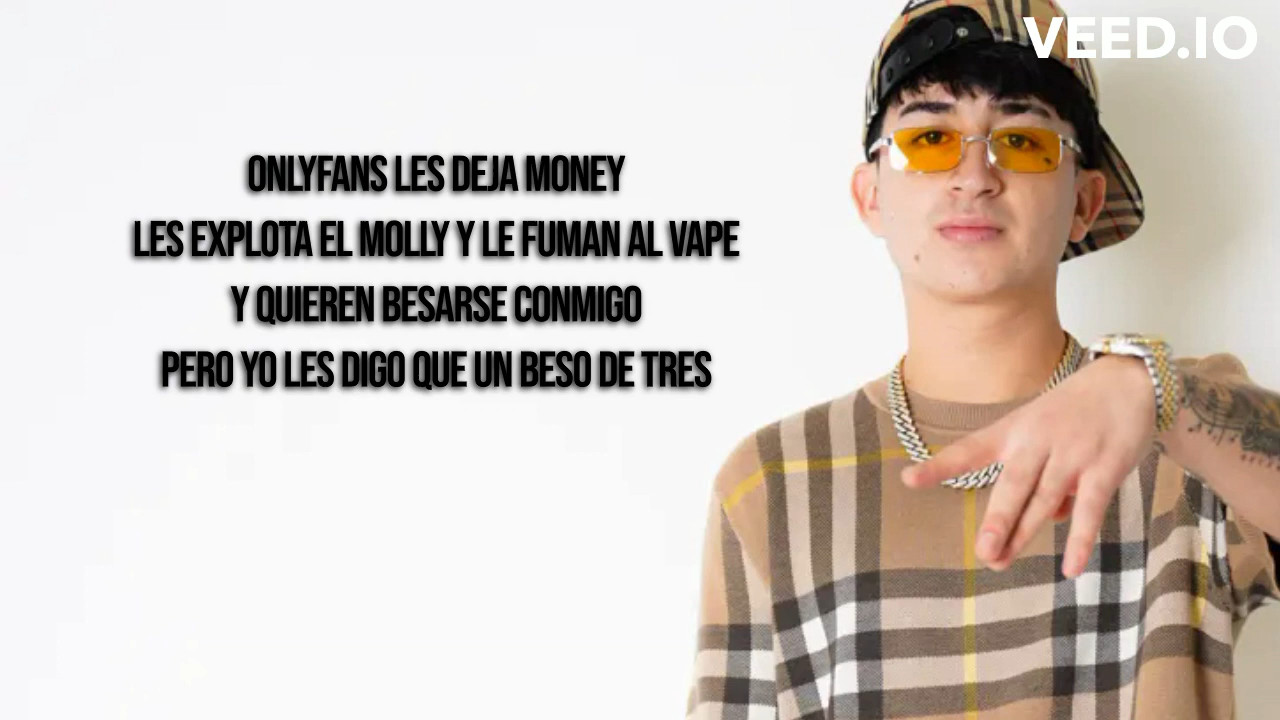 VEED.IO
ONLYFANS LES DEJA MONEY
LES EXPLOTA EL MOLLY Y LE FUMAN AL VAPE
Y QUIEREN BESARSE CONMIGO
PERO YO LES DIGO QUE UN BESO DE TRES